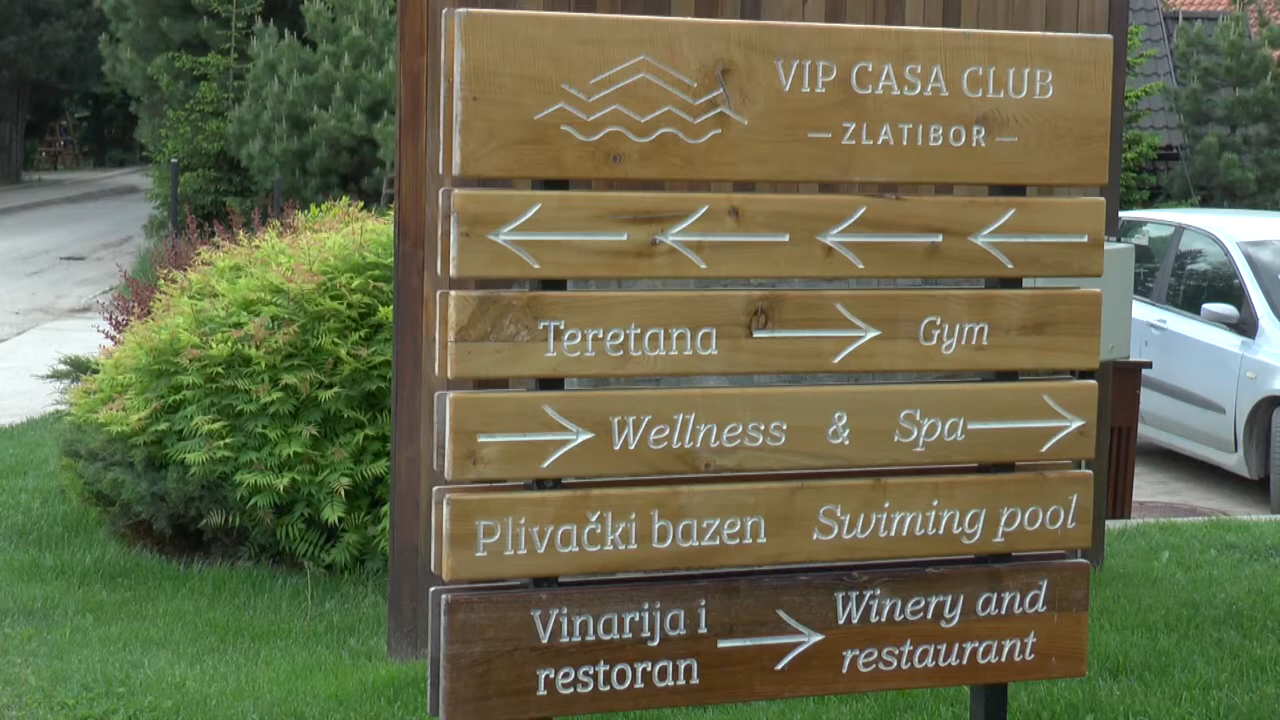 VIP CASA CLUB
— ZLATIBOR —
← ← ← ←
Teretana → Gym
→ Wellness & Spa →
Plivački bazen Swiming pool
Vinarija i restoran → Winery and restaurant